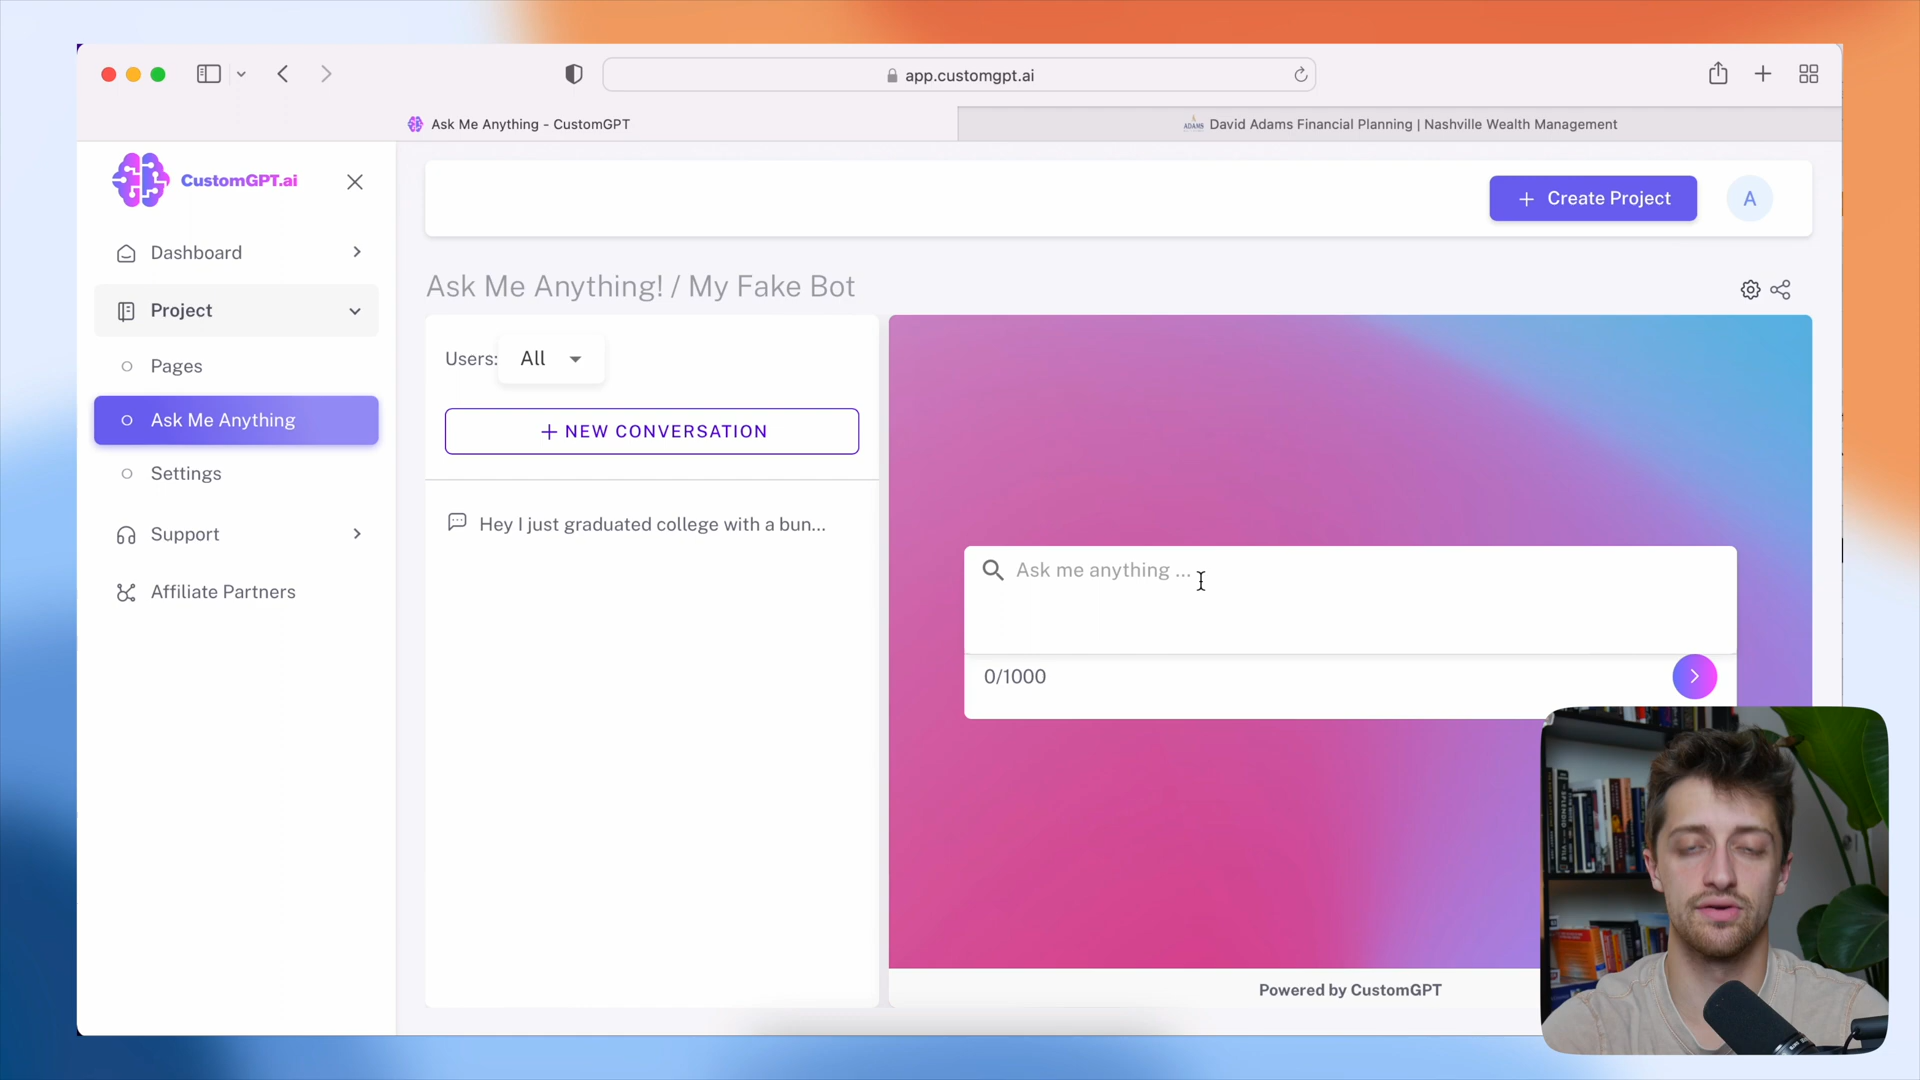 app.customgpt.ai
Ask Me Anything - CustomGPT
ADAMS
David Adams Financial Planning | Nashville Wealth Management
CustomGPT.ai
Dashboard
Project
Pages
Ask Me Anything
Settings
Support
Affiliate Partners
+ Create Project
A
Ask Me Anything! / My Fake Bot
Users: All
+ NEW CONVERSATION
Hey I just graduated college with a bun...
Ask me anything ...
0/1000
Powered by CustomGPT